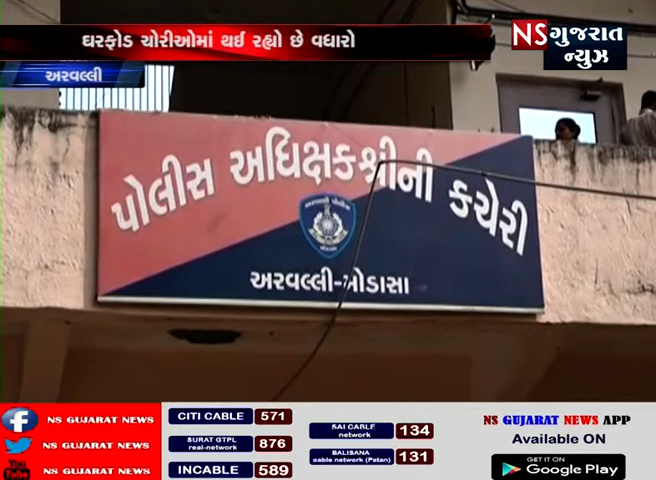 ઘરફોડ ચોરીઓમાં થઈ રહ્યો છે વધારો
NS ગુજરાત
ન્યુઝ
અરવલ્લી
પોલીસ અધિક્ષકશ્રીની કચેરી
અરવલ્લી-મોડાસા
NS GUJARAT NEWS
NS GUJARAT NEWS
You Tube NS GUJARAT NEWS
CITI CABLE 571
SURAT GTPL real-network 876
INCABLE 589
SAI CABLE network 134
BALISANA cable network (Patan) 131
NS GUJARAT NEWS APP
Available ON
GET IT ON
Google Play